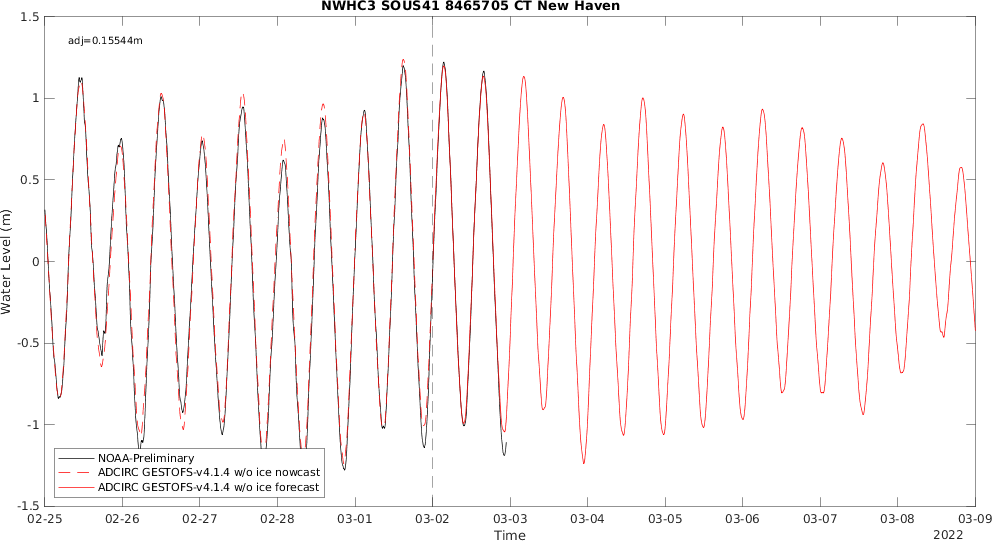 NWHC3 SOUS41 8465705 CT New Haven
adj=0.15544m
1.5
1
0.5
0
-0.5
-1
-1.5
Water Level (m)
NOAA-Preliminary
ADCIRC GESTOFS-v4.1.4 w/o ice nowcast
ADCIRC GESTOFS-v4.1.4 w/o ice forecast
02-25 02-26 02-27 02-28 03-01 03-02 03-03 03-04 03-05 03-06 03-07 03-08 03-09
Time
2022